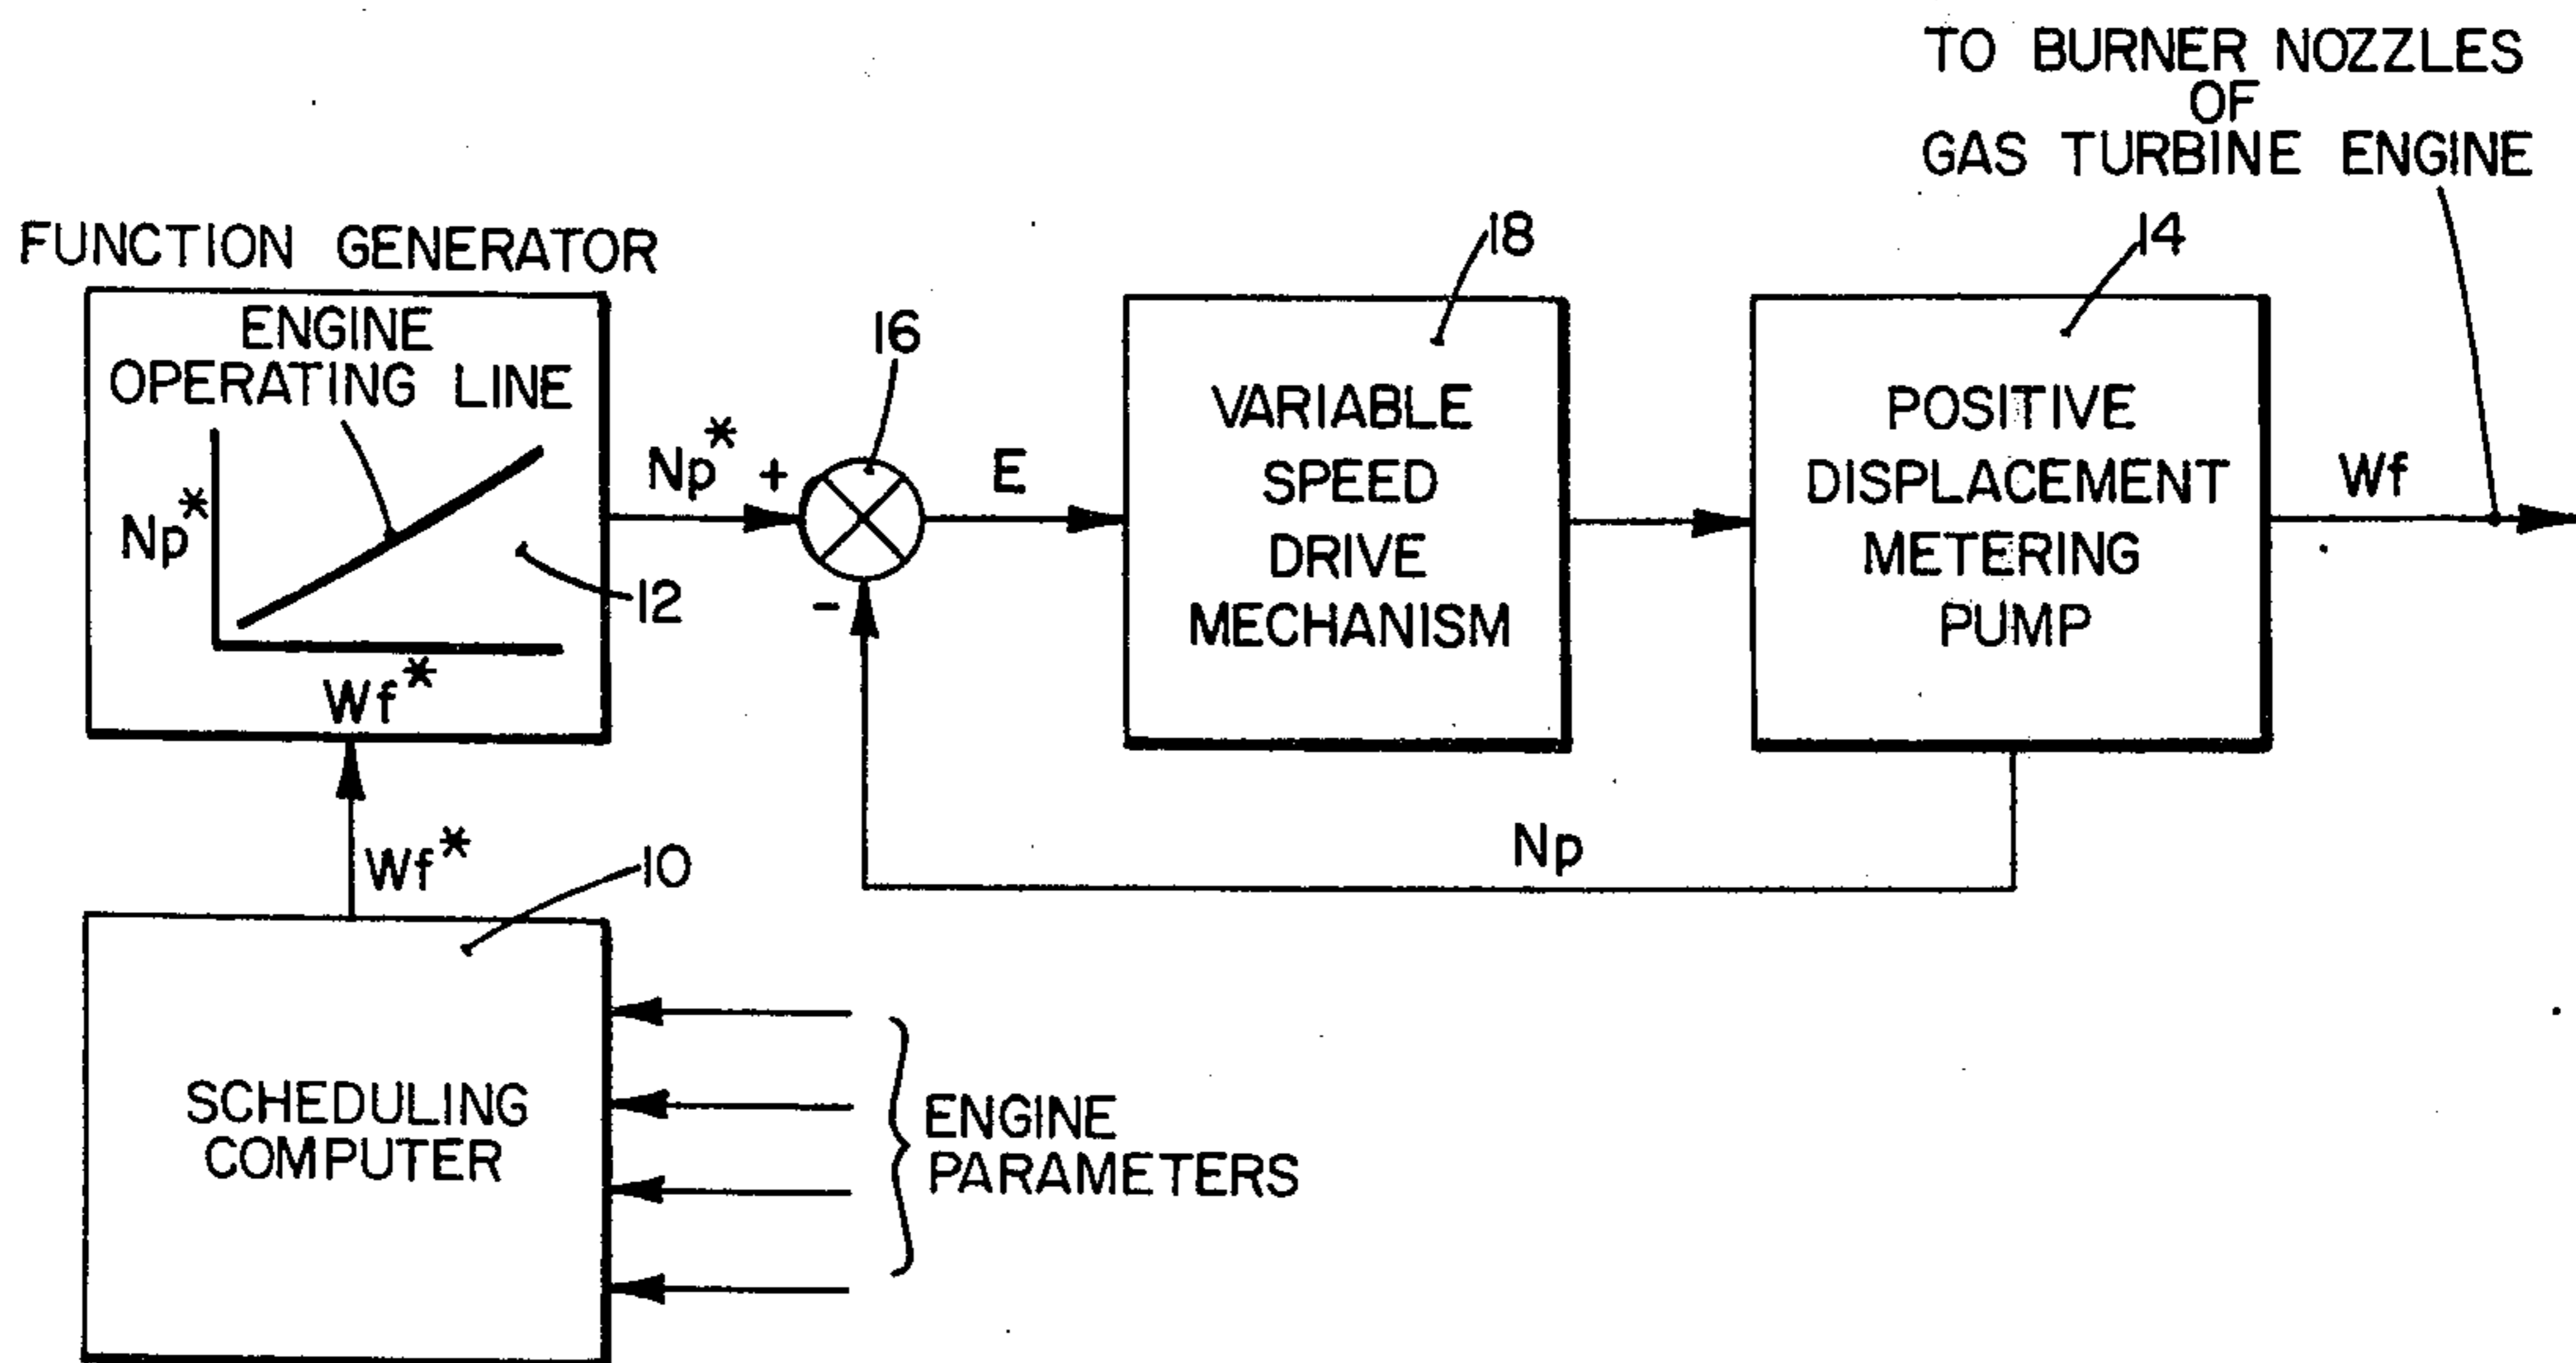 TO BURNER NOZZLES
OF
GAS TURBINE ENGINE
FUNCTION GENERATOR
ENGINE
OPERATING LINE
Np*
Wf*
12
Np*
+
-
16
E
18
VARIABLE
SPEED
DRIVE
MECHANISM
14
POSITIVE
DISPLACEMENT
METERING
PUMP
Wf
Np
Wf*
10
SCHEDULING
COMPUTER
ENGINE
PARAMETERS